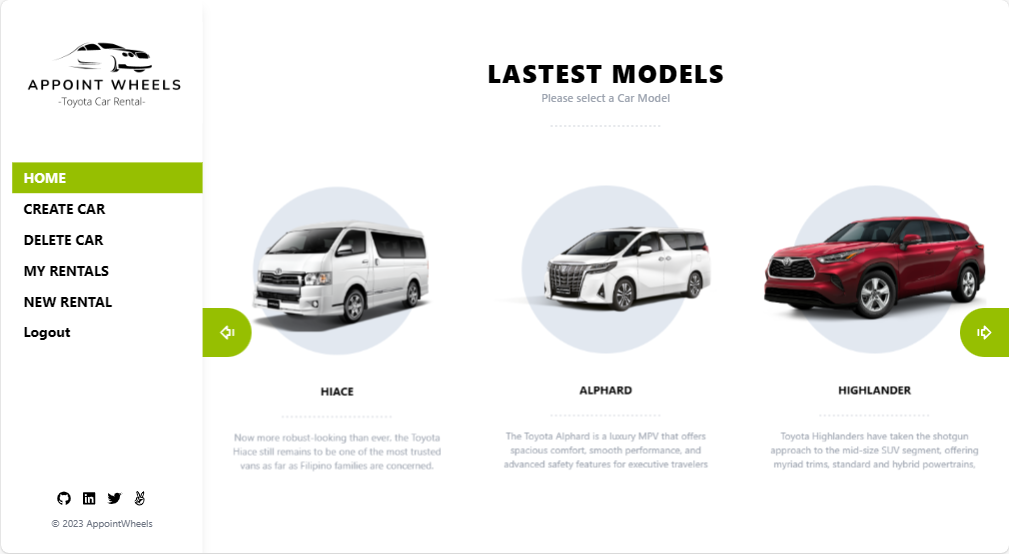 APPOINT WHEELS
-Toyota Car Rental-
HOME
CREATE CAR
DELETE CAR
MY RENTALS
NEW RENTAL
Logout
© 2023 AppointWheels
LASTEST MODELS
Please select a Car Model
HIACE
Now more robust-looking than ever, the Toyota
Hiace still remains to be one of the most trusted
vans as far as Filipino families are concerned.
ALPHARD
The Toyota Alphard is a luxury MPV that offers
spacious comfort, smooth performance, and
advanced safety features for executive travelers
HIGHLANDER
Toyota Highlanders have taken the shotgun
approach to the mid-size SUV segment, offering
myriad trims, standard and hybrid powertrains,